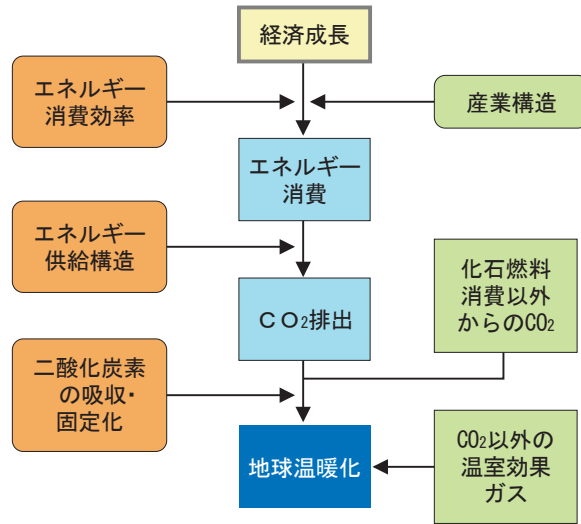 経済成長
エネルギー
消費効率
産業構造
エネルギー
消費
エネルギー
供給構造
CO₂排出
化石燃料
消費以外
からのCO₂
二酸化炭素
の吸収・
固定化
地球温暖化
CO₂以外の
温室効果
ガス